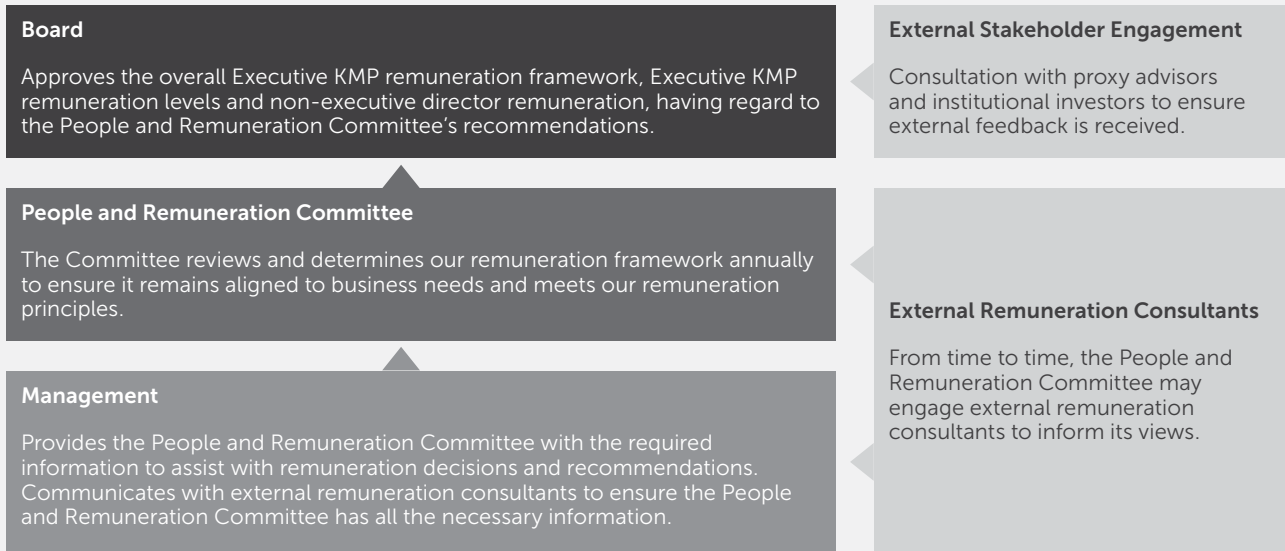 Board
Approves the overall Executive KMP remuneration framework, Executive KMP
remuneration levels and non-executive director remuneration, having regard to
the People and Remuneration Committee's recommendations.
External Stakeholder Engagement
Consultation with proxy advisors
and institutional investors to ensure
external feedback is received.
People and Remuneration Committee
The Committee reviews and determines our remuneration framework annually
to ensure it remains aligned to business needs and meets our remuneration
principles.
Management
Provides the People and Remuneration Committee with the required
information to assist with remuneration decisions and recommendations.
Communicates with external remuneration consultants to ensure the People
and Remuneration Committee has all the necessary information.
External Remuneration Consultants
From time to time, the People and
Remuneration Committee may
engage external remuneration
consultants to inform its views.